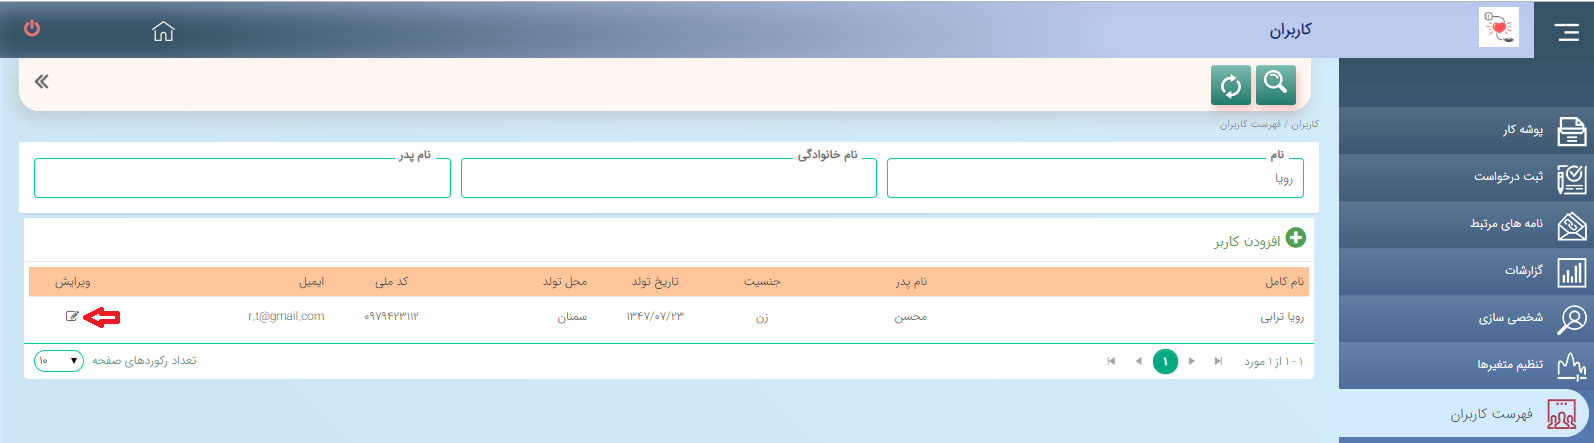 کاربران
کاربران / فهرست کاربران
نام
رویا
نام خانوادگی
نام پدر
افزودن کاربر
نام کامل نام پدر جنسیت تاریخ تولد محل تولد کد ملی ایمیل ویرایش
رویا ترابی محسن زن ۱۳۴۷/۰۷/۲۳ سمنان ۰۹۷۹۴۲۳۱۱۲ r.t@gmail.com
۱ - ۱ از ۱ مورد ۱ تعداد رکوردهای صفحه ۱۰
پوشه کار
ثبت درخواست
نامه های مرتبط
گزارشات
شخصی سازی
تنظیم متغیرها
فهرست کاربران